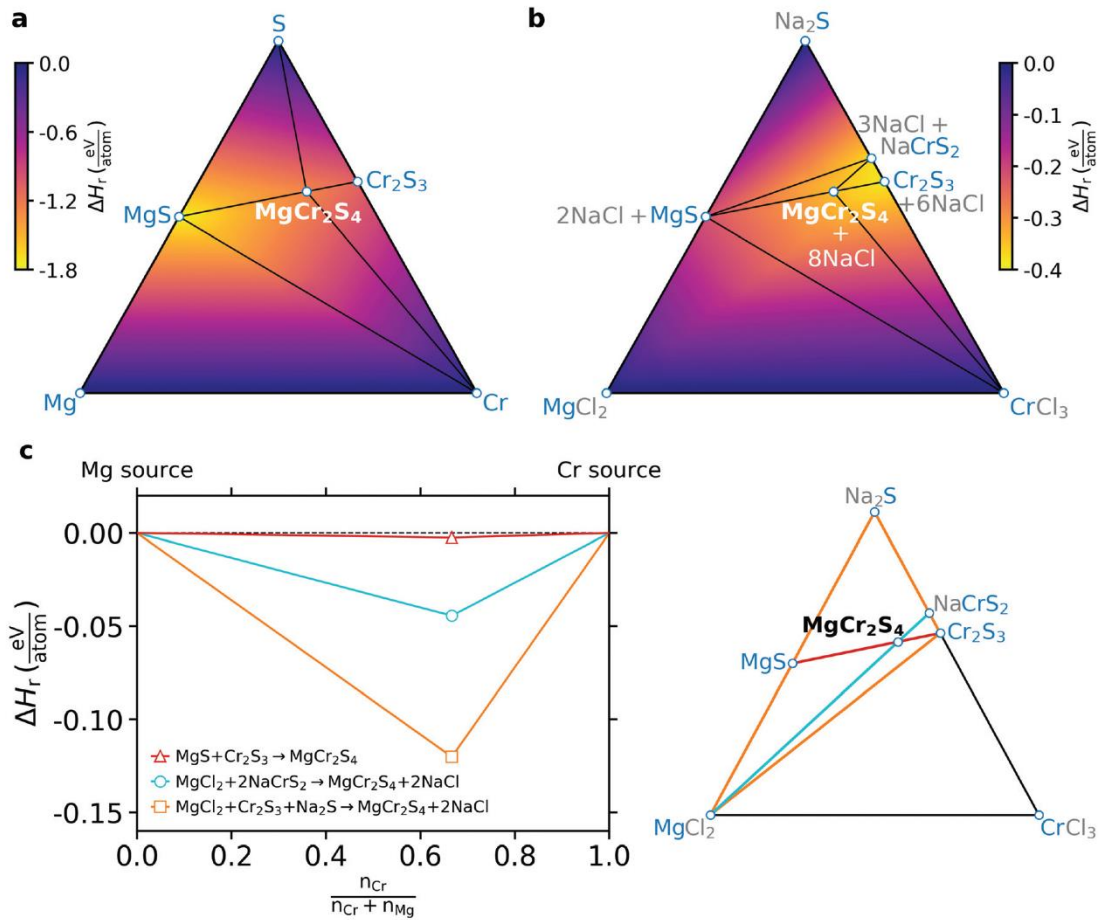 a
S
0.0
-0.6
-1.2
-1.8
ΔHr (eV/atom)
MgS
Cr2S3
MgCr2S4
Mg
Cr
b
Na2S
3NaCl +
NaCrS2
Cr2S3
+6NaCl
2NaCl + MgS
MgCr2S4
+
8NaCl
MgCl2
CrCl3
0.0
-0.1
-0.2
-0.3
-0.4
ΔHr (eV/atom)
c
Mg source
Cr source
0.00
-0.05
-0.10
-0.15
ΔHr (eV/atom)
MgS+Cr2S3→MgCr2S4
MgCl2+2NaCrS2→MgCr2S4+2NaCl
MgCl2+Cr2S3+Na2S→MgCr2S4+2NaCl
0.0 0.2 0.4 0.6 0.8 1.0
nCr
nCr + nMg
Na2S
NaCrS2
MgCr2S4
Cr2S3
MgS
MgCl2
CrCl3